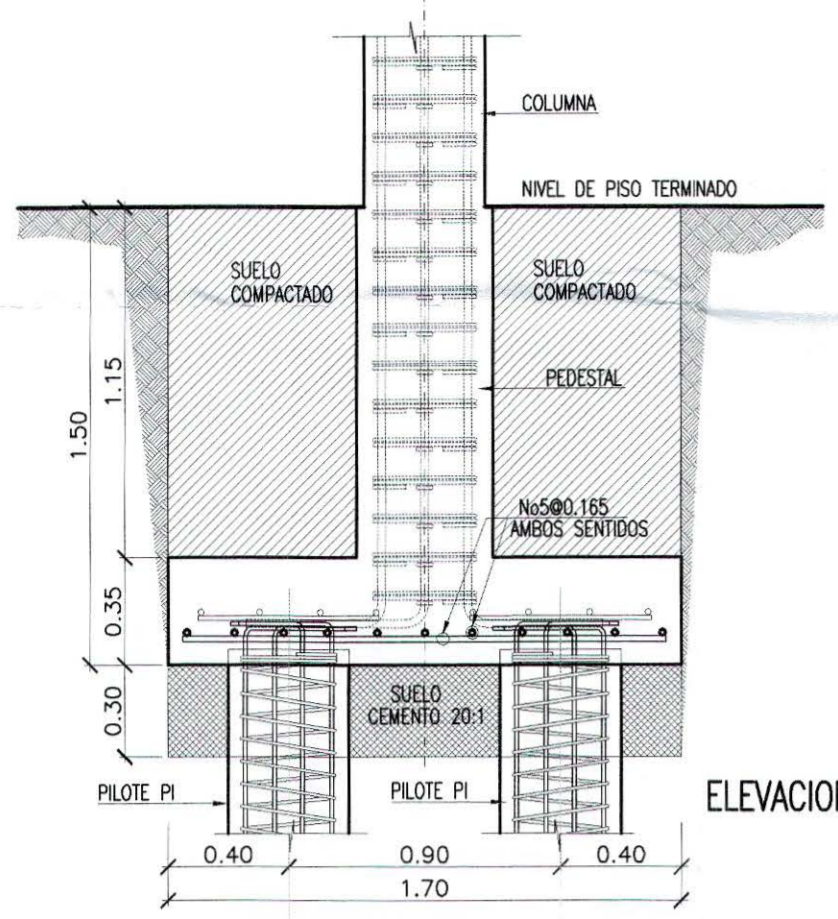 COLUMNA
NIVEL DE PISO TERMINADO
SUELO
COMPACTADO
SUELO
COMPACTADO
1.15
1.50
PEDESTAL
No5@0.165
AMBOS SENTIDOS
0.35
0.30
SUELO
CEMENTO 20:1
PILOTE PI
PILOTE PI
ELEVACION
0.40
0.90
0.40
1.70